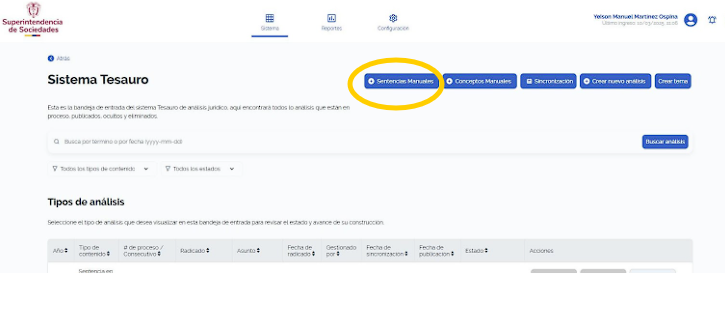 Superintendencia
de Sociedades
Sistema
Reportes
Configuración
Yeison Manuel Martinez Ospina
Atrás
Sistema Tesauro
Sentencias Manuales
Conceptos Manuales
Sincronización
Crear nuevo análisis
Crear tema
Esta es la bandeja de entrada del sistema Tesauro de análisis jurídico, aquí encontrará todos lo análisis que están en
proceso, publicados, ocultos y eliminados.
Busca por término o por fecha (yyyy-mm-dd)
Buscar análisis
Todos los tipos de contenido
Todos los estados
Tipos de análisis
Seleccione el tipo de análisis que desea visualizar en esta bandeja de entrada para revisar el estado y avance de su construcción.
Año
Tipo de
contenido
# de proceso /
Consecutivo
Radicado
Asunto
Fecha de
radicado
Gestionado
por
Fecha de
sincronización
Fecha de
publicación
Estado
Acciones
Sentencia en